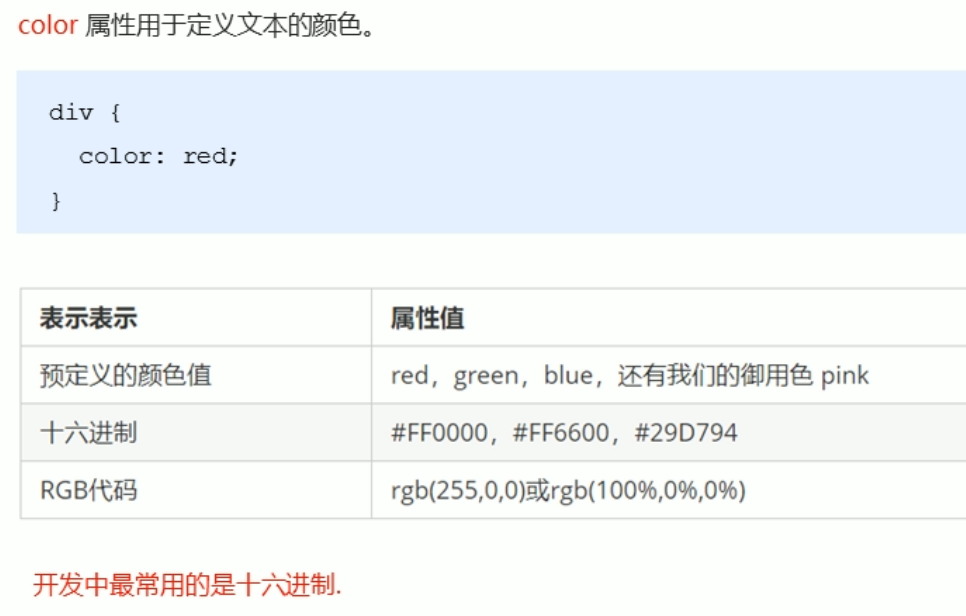 color 属性用于定义文本的颜色。
div {
  color: red;
}
表示表示 属性值
预定义的颜色值 red，green，blue，还有我们的御用色 pink
十六进制 #FF0000，#FF6600，#29D794
RGB代码 rgb(255,0,0)或rgb(100%,0%,0%)
开发中最常用的是十六进制.